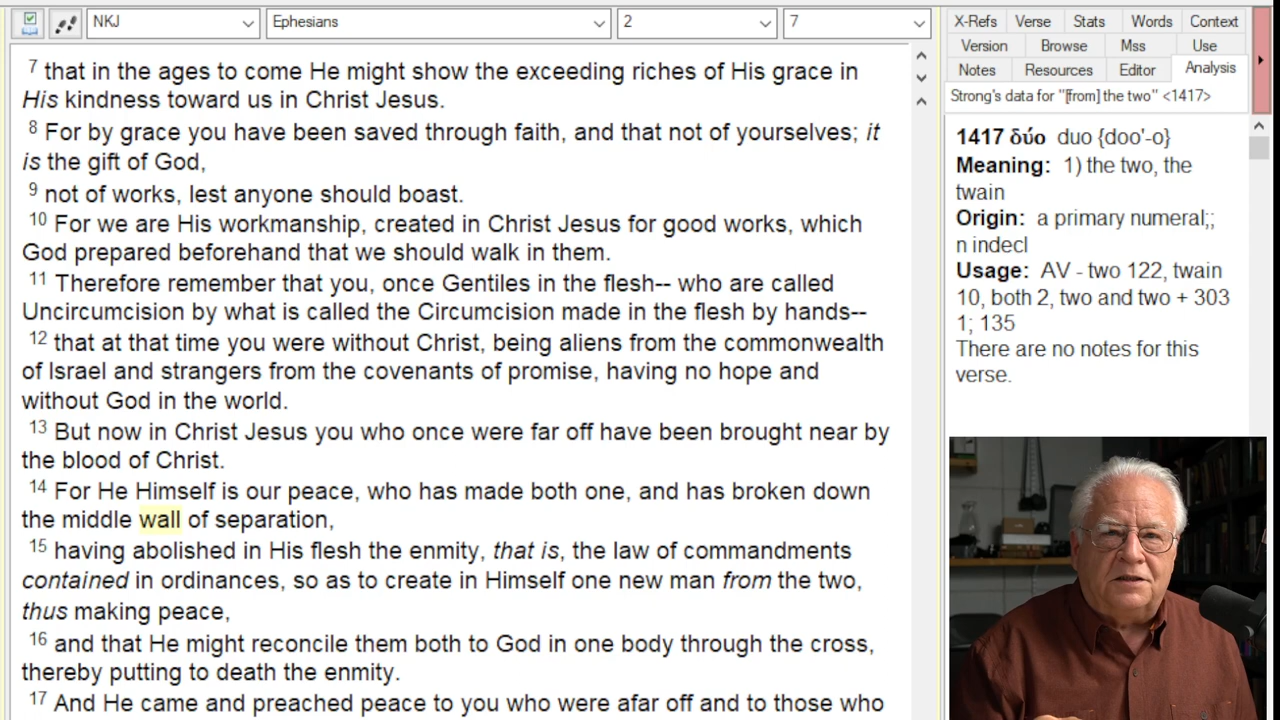 NKJ Ephesians 2 7
7 that in the ages to come He might show the exceeding riches of His grace in
His kindness toward us in Christ Jesus.
8 For by grace you have been saved through faith, and that not of yourselves; it
is the gift of God,
9 not of works, lest anyone should boast.
10 For we are His workmanship, created in Christ Jesus for good works, which
God prepared beforehand that we should walk in them.
11 Therefore remember that you, once Gentiles in the flesh-- who are called
Uncircumcision by what is called the Circumcision made in the flesh by hands--
12 that at that time you were without Christ, being aliens from the commonwealth
of Israel and strangers from the covenants of promise, having no hope and
without God in the world.
13 But now in Christ Jesus you who once were far off have been brought near by
the blood of Christ.
14 For He Himself is our peace, who has made both one, and has broken down
the middle wall of separation,
15 having abolished in His flesh the enmity, that is, the law of commandments
contained in ordinances, so as to create in Himself one new man from the two,
thus making peace,
16 and that He might reconcile them both to God in one body through the cross,
thereby putting to death the enmity.
17 And He came and preached peace to you who were afar off and to those who
X-Refs Verse Stats Words Context
Version Browse Mss Use
Notes Resources Editor Analysis
Strong's data for "[from] the two" <1417>
1417 δύο duo {doo'-o}
Meaning: 1) the two, the
twain
Origin: a primary numeral;;
n indecl
Usage: AV - two 122, twain
10, both 2, two and two + 303
1; 135
There are no notes for this
verse.